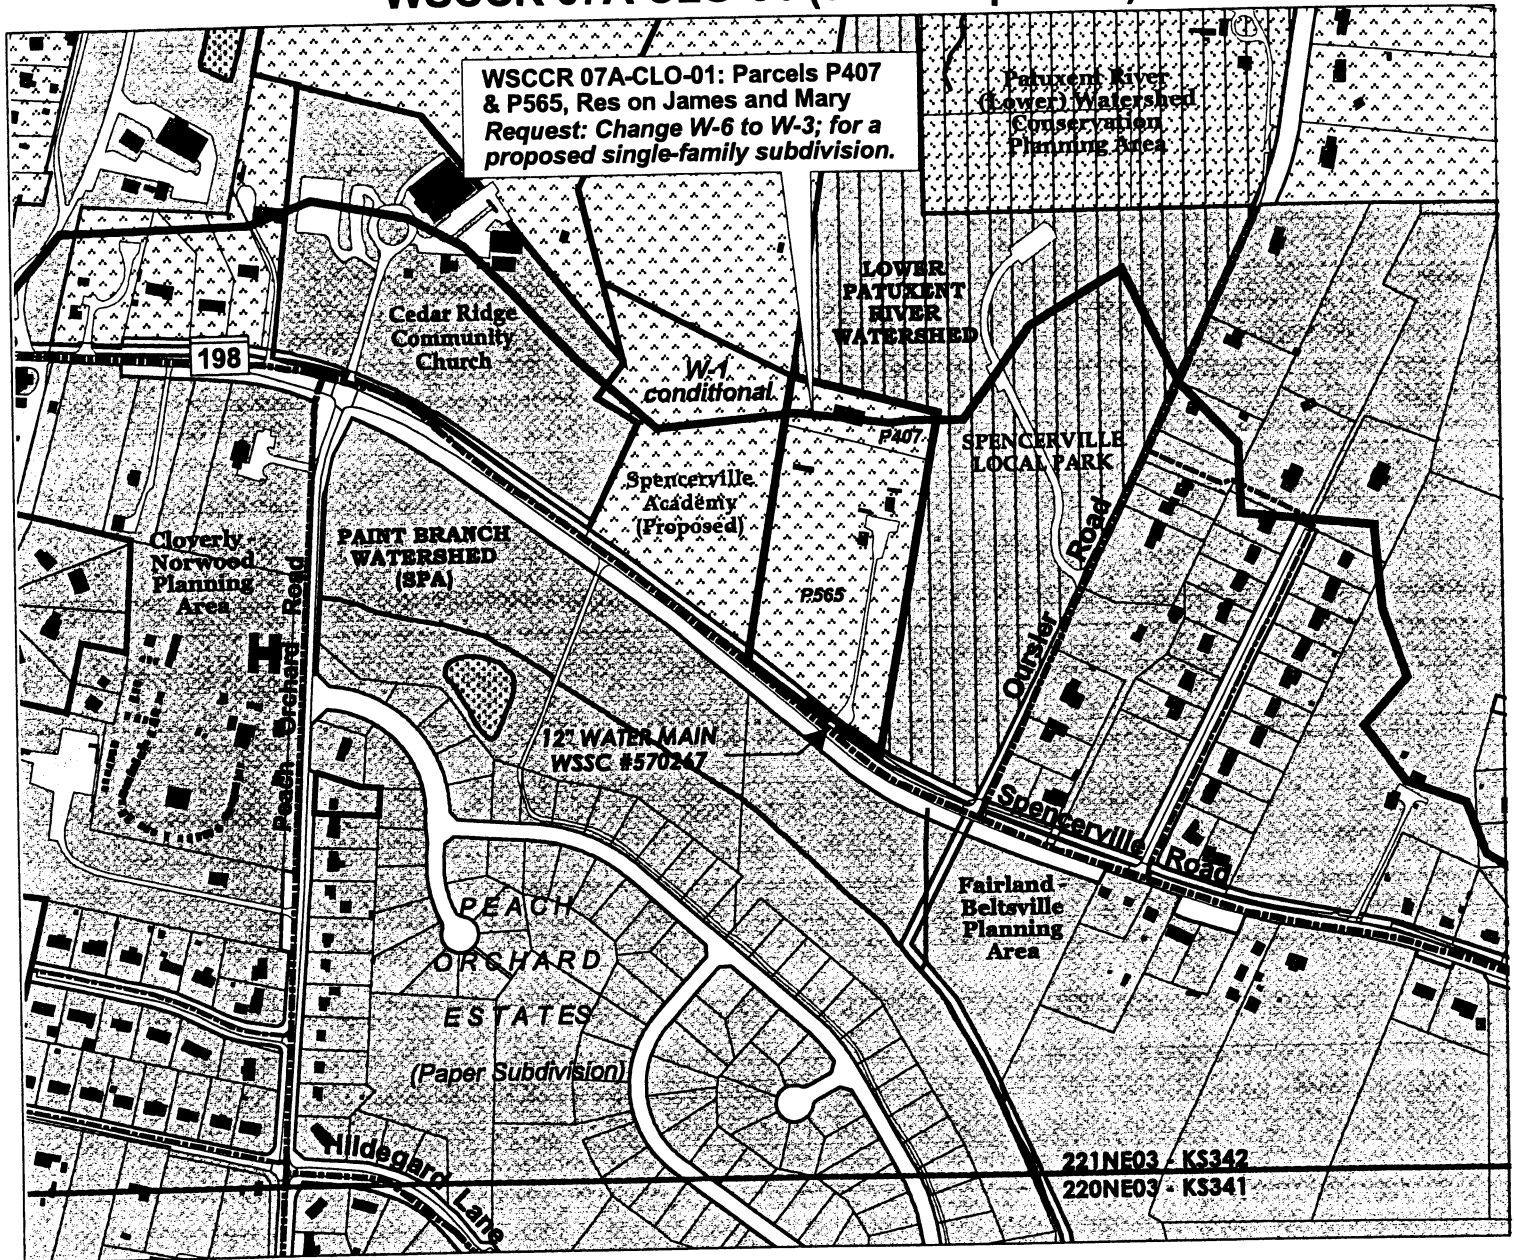 WSCCR 07A-CLO-01: Parcels P407
& P565, Res on James and Mary
Request: Change W-6 to W-3; for a
proposed single-family subdivision.
Patuxent River
(Lower) Watershed
Conservation
Planning Area
LOWER
PATUXENT
RIVER
WATERSHED
Cedar Ridge
Community
Church
198
W-1
conditional
P407
SPENCERVILLE
LOCAL PARK
Spencerville
Academy
(Proposed)
PAINT BRANCH
WATERSHED
(SPA)
Cloverly -
Norwood
Planning
Area
P565
Oursler Road
Peach Orchard Road
12" WATER MAIN
WSSC #570267
Spencerville Road
Fairland -
Beltsville
Planning
Area
PEACH
ORCHARD
ESTATES
(Paper Subdivision)
Hildegard Lane
221NE03 - KS342
220NE03 - KS341